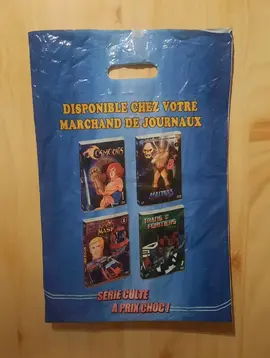 DISPONIBLE CHEZ VOTRE
MARCHAND DE JOURNAUX
COSMOCATS
MAITRES
MASK
TRANSFORMERS
SÉRIE CULTE
A PRIX CHOC !